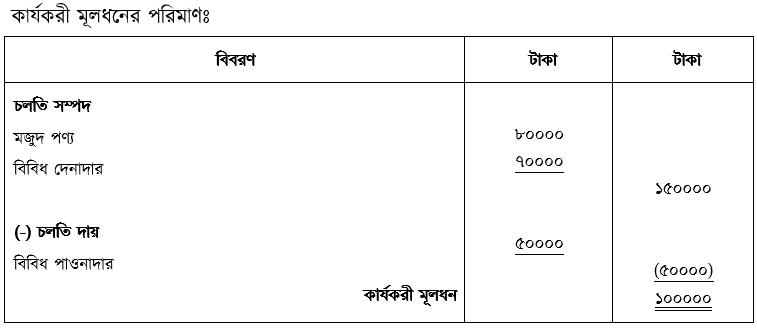 কার্যকরী মূলধনের পরিমাণঃ
বিবরণ টাকা টাকা
চলতি সম্পদ
মজুদ পণ্য ৮০০০০
বিবিধ দেনাদার ৭০০০০
১৫০০০০
(-) চলতি দায়
৫০০০০
বিবিধ পাওনাদার
(৫০০০০)
কার্যকরী মূলধন ১০০০০০